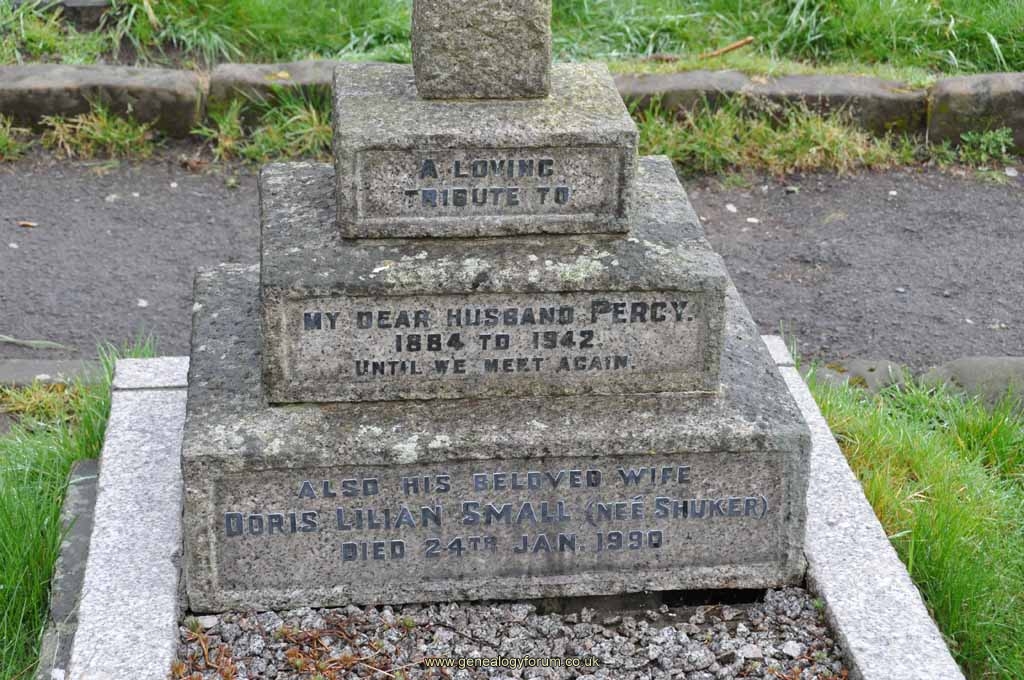 A LOVING
TRIBUTE TO
MY DEAR HUSBAND PERCY.
1884 TO 1942.
UNTIL WE MEET AGAIN.
ALSO HIS BELOVED WIFE
DORIS LILIAN SMALL (NEÉ SHUKER)
DIED 24TH JAN. 1990
www.genealogyforum.co.uk